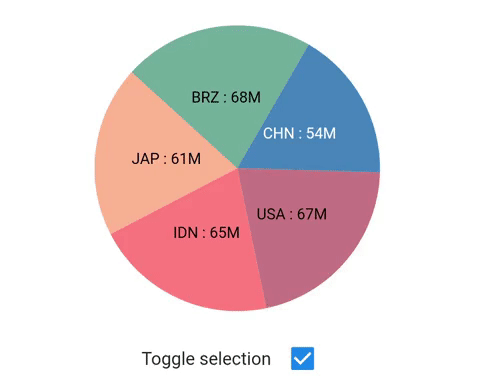 BRZ : 68M
CHN : 54M
JAP : 61M
USA : 67M
IDN : 65M
Toggle selection